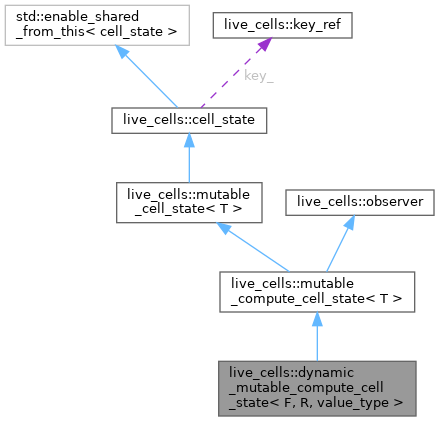 std::enable_shared
_from_this< cell_state >
live_cells::key_ref
key_
live_cells::cell_state
live_cells::mutable
_cell_state< T >
live_cells::observer
live_cells::mutable
_compute_cell_state< T >
live_cells::dynamic
_mutable_compute_cell
_state< F, R, value_type >